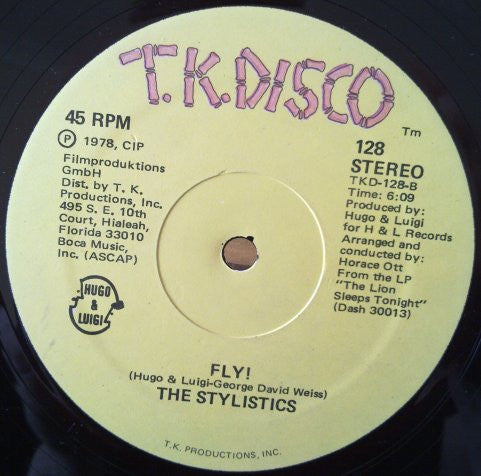 T.K.DISCO
Tm
45 RPM
Ⓟ 1978, CIP
Filmproduktions
GmbH
Dist. by T. K.
Productions, Inc.
495 S. E. 10th
Court, Hialeah,
Florida 33010
Boca Music,
Inc. (ASCAP)
HUGO
&
LUIGI
128
STEREO
TKD-128-B
Time: 6:09
Produced by:
Hugo & Luigi
for H & L Records
Arranged and
conducted by:
Horace Ott
From the LP
"The Lion
Sleeps Tonight"
(Dash 30013)
FLY!
(Hugo & Luigi-George David Weiss)
THE STYLISTICS
T.K. PRODUCTIONS, INC.